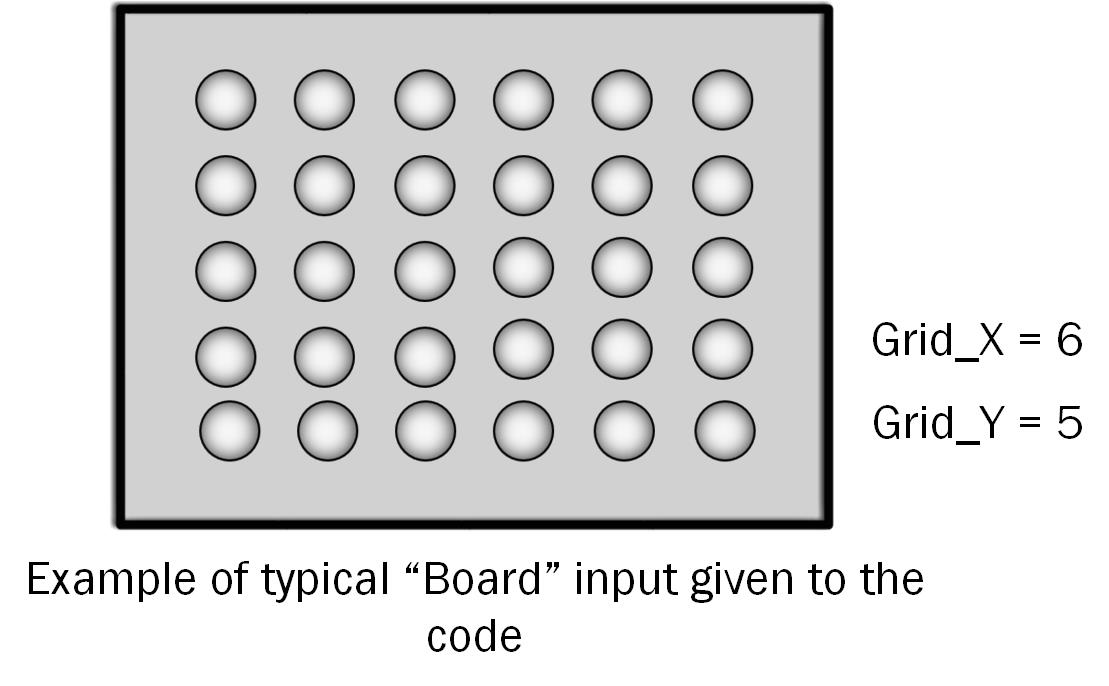 Grid_X = 6
Grid_Y = 5
Example of typical “Board” input given to the
code